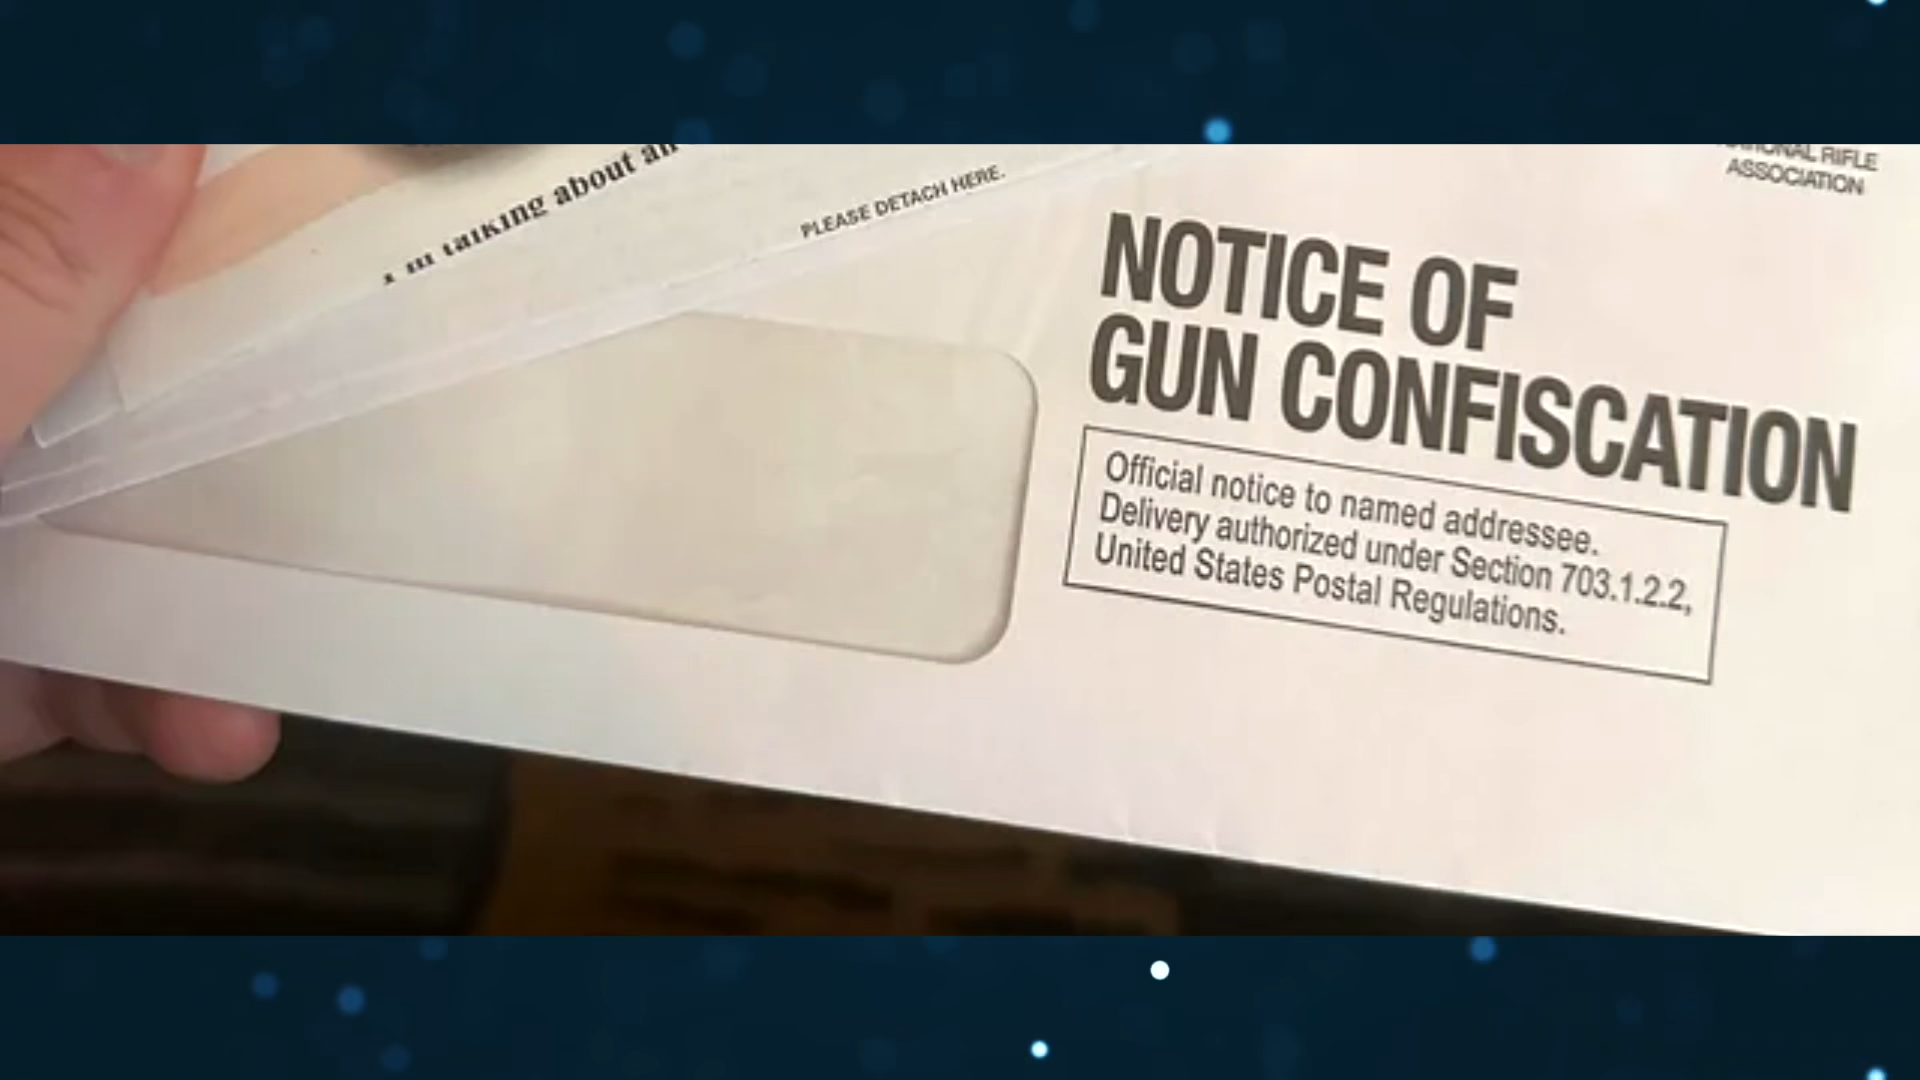 I'm talking about an
PLEASE DETACH HERE.
NATIONAL RIFLE
ASSOCIATION
NOTICE OF
GUN CONFISCATION
Official notice to named addressee.
Delivery authorized under Section 703.1.2.2,
United States Postal Regulations.